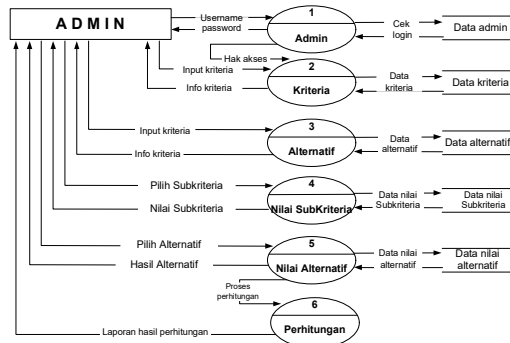 A D M I N
Username
password
1
Admin
Cek
login
Data admin
Hak akses
Input kriteria
Info kriteria
2
Kriteria
Data
kriteria
Data kriteria
Input kriteria
Info kriteria
3
Alternatif
Data
alternatif
Data alternatif
Pilih Subkriteria
Nilai Subkriteria
4
Nilai SubKriteria
Data nilai
Subkriteria
Data nilai
Subkriteria
Pilih Alternatif
Hasil Alternatif
5
Nilai Alternatif
Data nilai
alternatif
Data nilai
alternatif
Proses
perhitungan
6
Perhitungan
Laporan hasil perhitungan